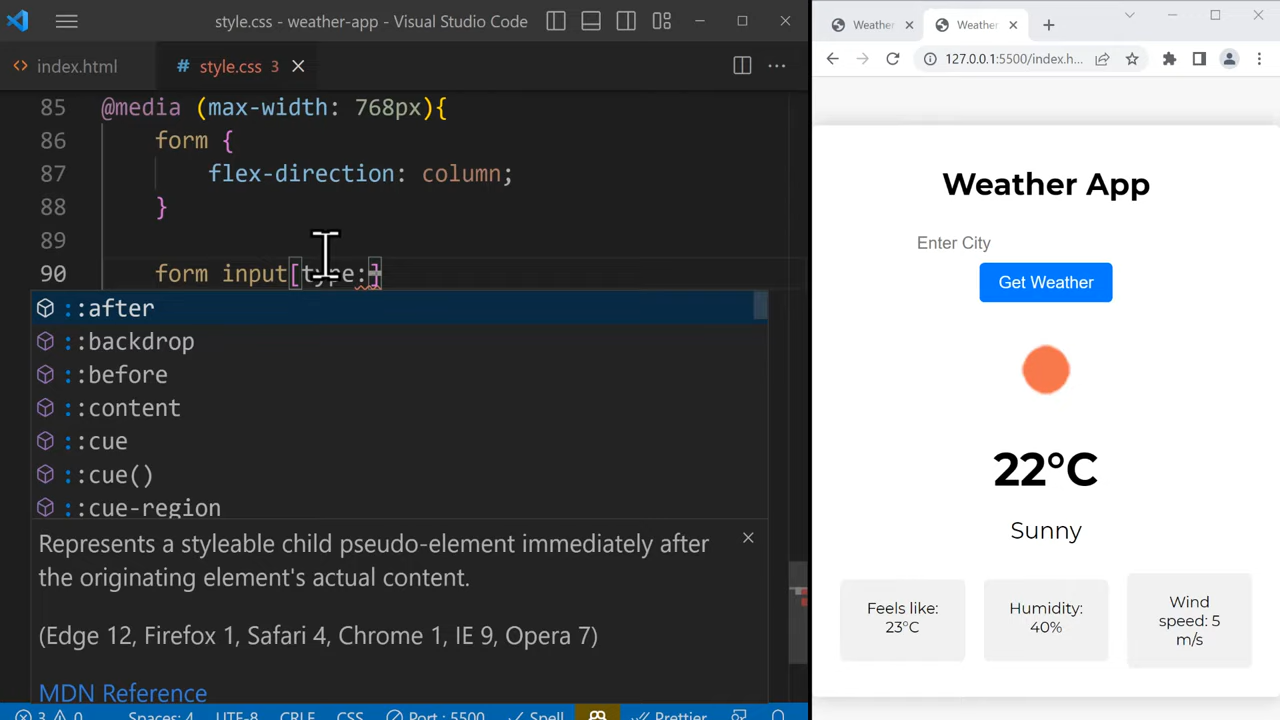 style.css - weather-app - Visual Studio Code
index.html
# style.css 3
85 @media (max-width: 768px){
86 form {
87 flex-direction: column;
88 }
89
90 form input[type:]
::after
::backdrop
::before
::content
::cue
::cue()
::cue-region
Represents a styleable child pseudo-element immediately after
the originating element's actual content.
(Edge 12, Firefox 1, Safari 4, Chrome 1, IE 9, Opera 7)
MDN Reference
3 0 Spaces: 4 UTF-8 CRLF CSS Port : 5500 Spell Prettier
Weather
Weather
127.0.0.1:5500/index.h...
Weather App
Enter City
Get Weather
22°C
Sunny
Feels like:
23°C
Humidity:
40%
Wind
speed: 5
m/s